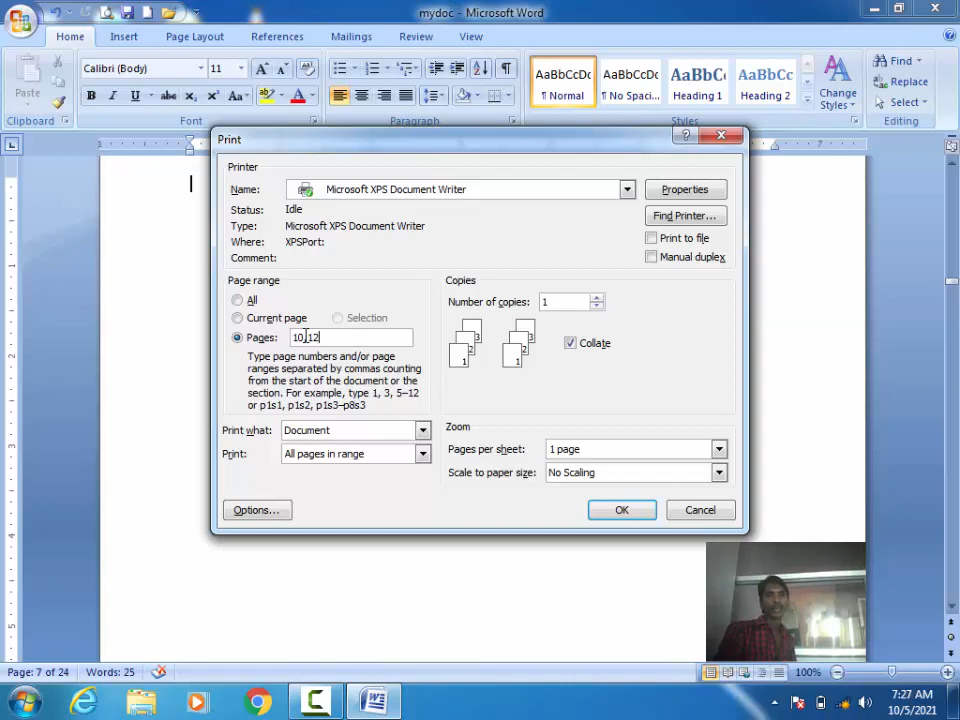 mydoc - Microsoft Word
Home Insert Page Layout References Mailings Review View
Calibri (Body) 11
AaBbCcDc AaBbCcDc AaBbCс AaBbCc
Paste
¶ Normal ¶ No Spaci... Heading 1 Heading 2 Change Styles
Find
Replace
Select
Clipboard Font Paragraph Styles Editing
Print
Printer
Name: Microsoft XPS Document Writer Properties
Status: Idle Find Printer...
Type: Microsoft XPS Document Writer
Where: XPSPort: Print to file
Comment: Manual duplex
Page range
All
Current page Selection
Pages: 10,12
Type page numbers and/or page
ranges separated by commas counting
from the start of the document or the
section. For example, type 1, 3, 5–12
or p1s1, p1s2, p1s3–p8s3
Copies
Number of copies: 1
3 3
2 2
1 1
Collate
Print what: Document
Print: All pages in range
Zoom
Pages per sheet: 1 page
Scale to paper size: No Scaling
Options... OK Cancel
Page: 7 of 24 Words: 25 100%
7:27 AM
10/5/2021